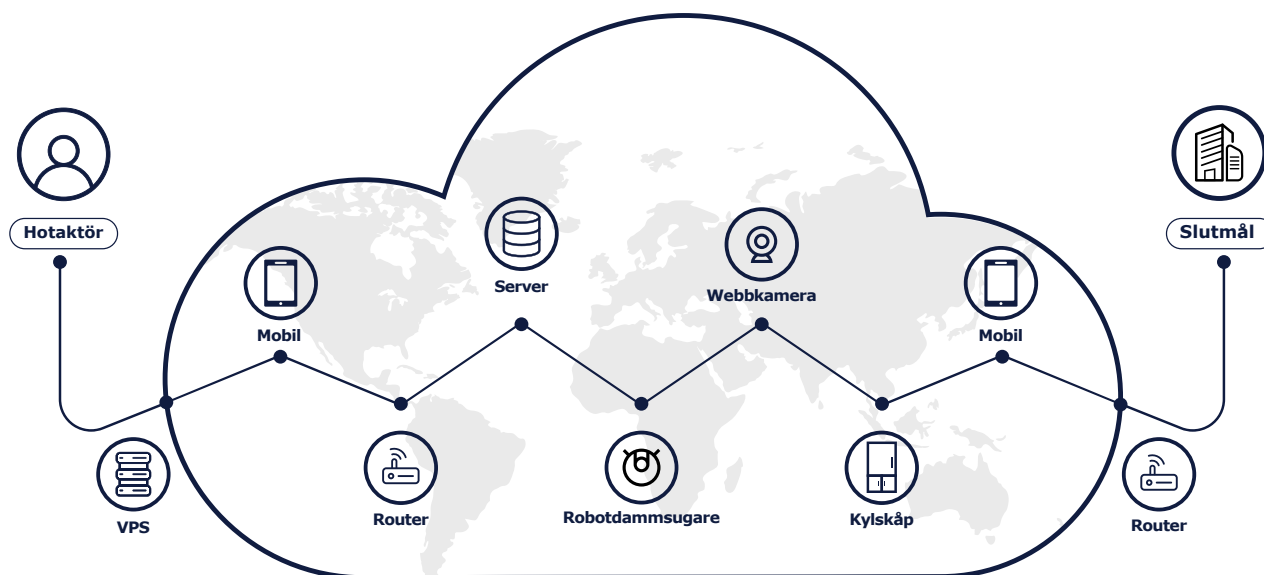 Hotaktör
Slutmål
Server
Webbkamera
Mobil
Mobil
VPS
Router
Robotdammsugare
Kylskåp
Router